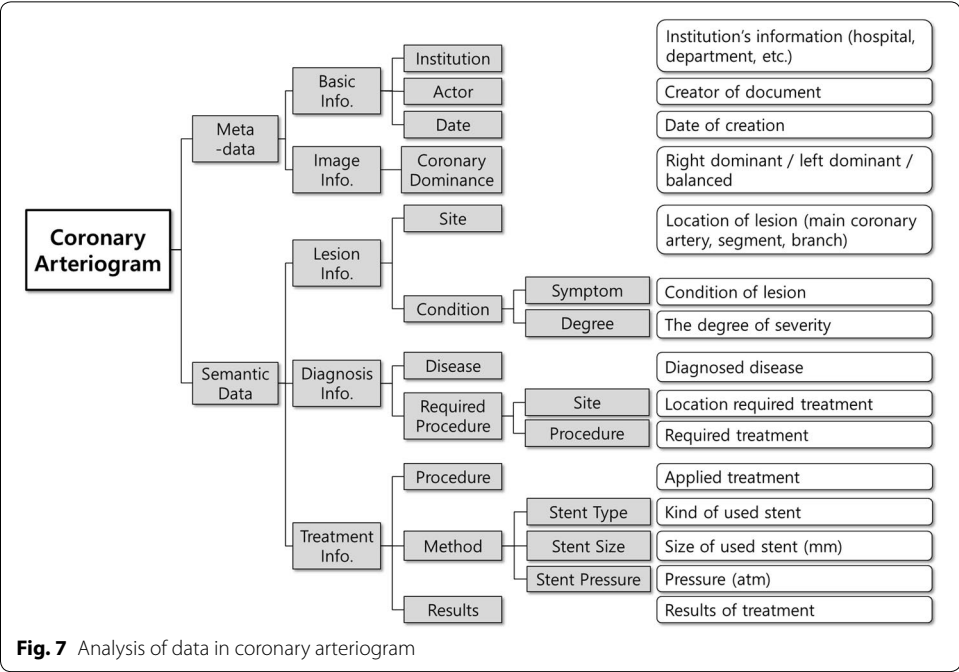 Institution
Institution's information (hospital,
department, etc.)
Basic
Info.
Actor
Creator of document
Date
Date of creation
Meta
-data
Image
Info.
Coronary
Dominance
Right dominant / left dominant /
balanced
Coronary
Arteriogram
Site
Location of lesion (main coronary
artery, segment, branch)
Lesion
Info.
Condition
Symptom
Condition of lesion
Degree
The degree of severity
Semantic
Data
Diagnosis
Info.
Disease
Diagnosed disease
Required
Procedure
Site
Location required treatment
Procedure
Required treatment
Procedure
Applied treatment
Treatment
Info.
Method
Stent Type
Kind of used stent
Stent Size
Size of used stent (mm)
Stent Pressure
Pressure (atm)
Results
Results of treatment
Fig. 7 Analysis of data in coronary arteriogram